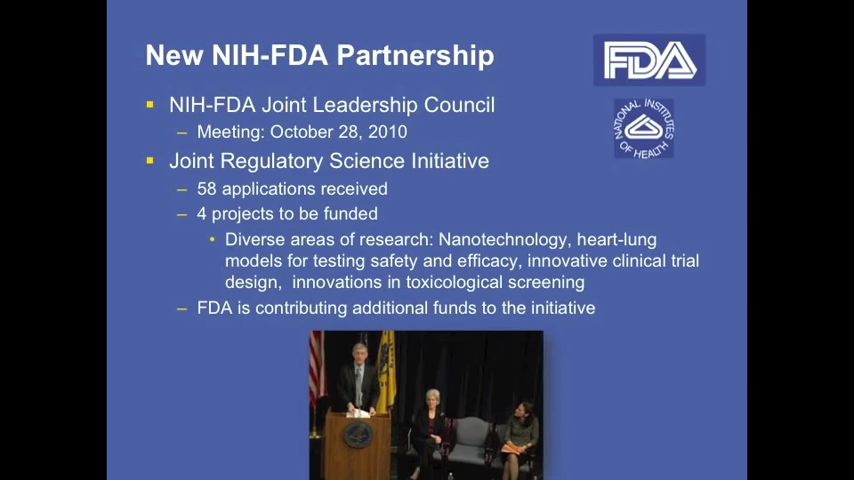 New NIH-FDA Partnership
FDA
▪ NIH-FDA Joint Leadership Council
– Meeting: October 28, 2010
NATIONAL INSTITUTES
OF HEALTH
▪ Joint Regulatory Science Initiative
– 58 applications received
– 4 projects to be funded
• Diverse areas of research: Nanotechnology, heart-lung
models for testing safety and efficacy, innovative clinical trial
design, innovations in toxicological screening
– FDA is contributing additional funds to the initiative